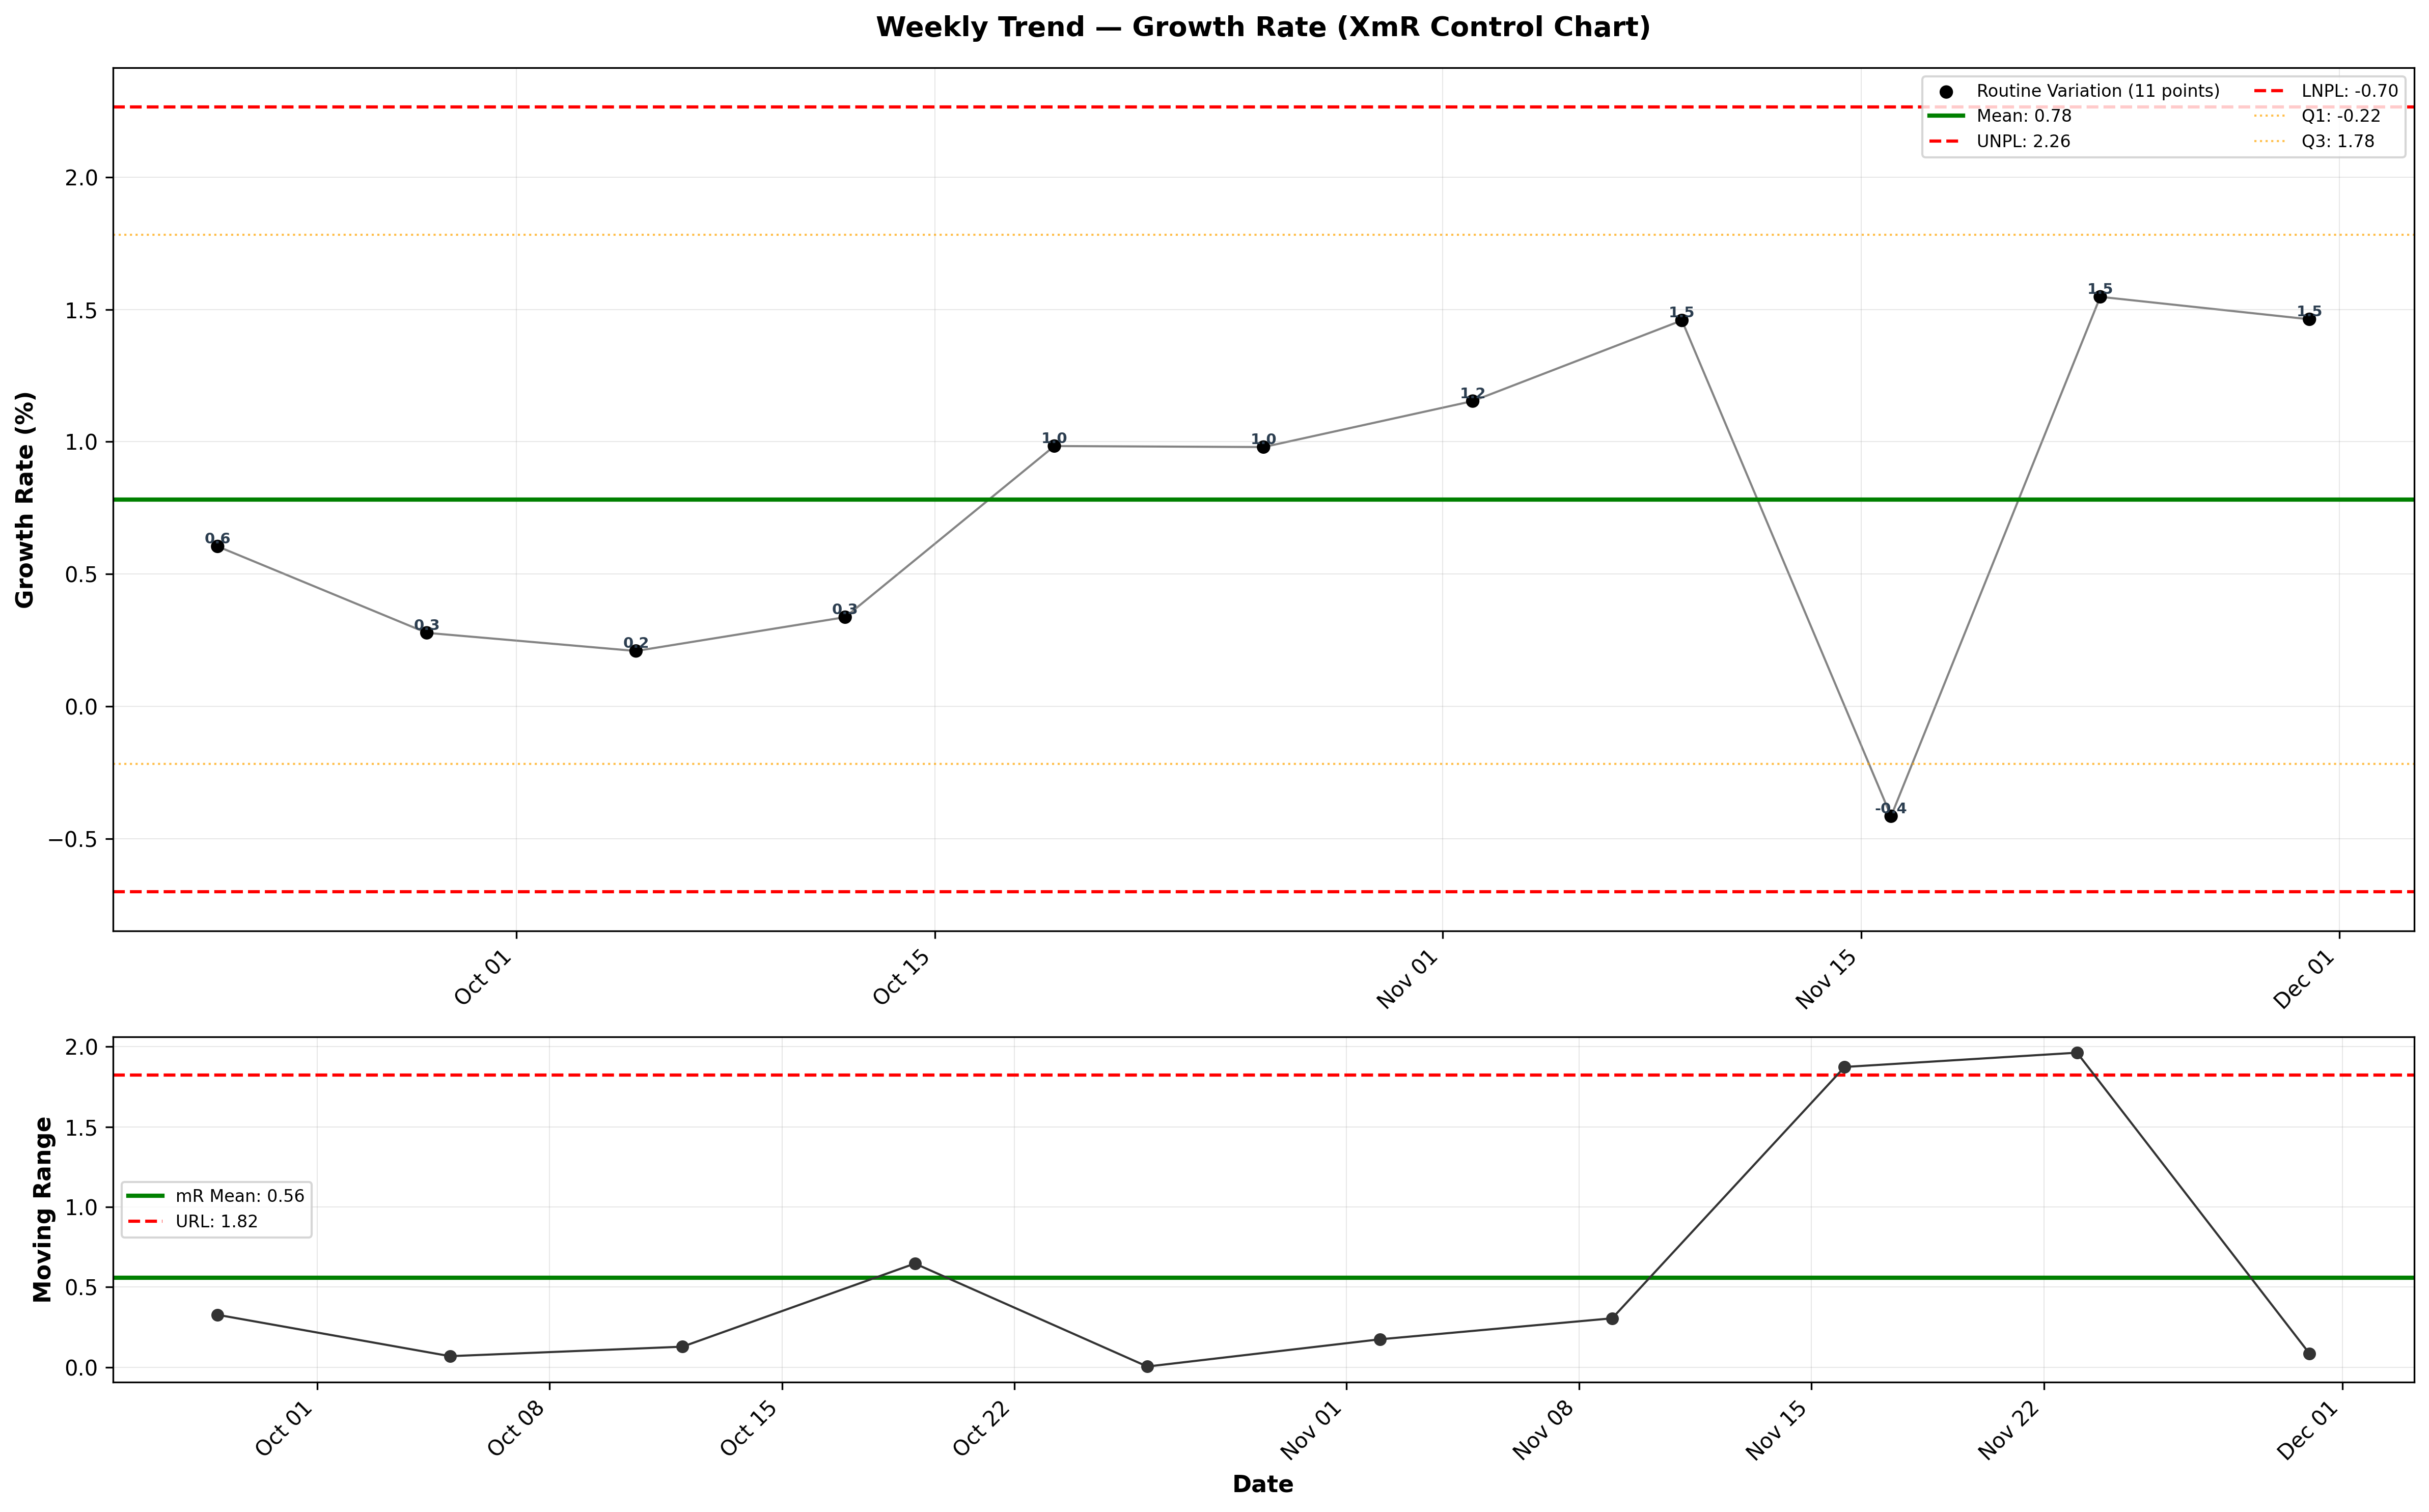 Weekly Trend — Growth Rate (XmR Control Chart)
Routine Variation (11 points)
Mean: 0.78
UNPL: 2.26
LNPL: -0.70
Q1: -0.22
Q3: 1.78
Growth Rate (%)
2.0
1.5
1.0
0.5
0.0
−0.5
0.6
0.3
0.2
0.3
1.0
1.0
1.2
1.5
-0.4
1.5
1.5
Oct 01
Oct 15
Nov 01
Nov 15
Dec 01
Moving Range
2.0
1.5
1.0
0.5
0.0
mR Mean: 0.56
URL: 1.82
Oct 01
Oct 08
Oct 15
Oct 22
Nov 01
Nov 08
Nov 15
Nov 22
Dec 01
Date